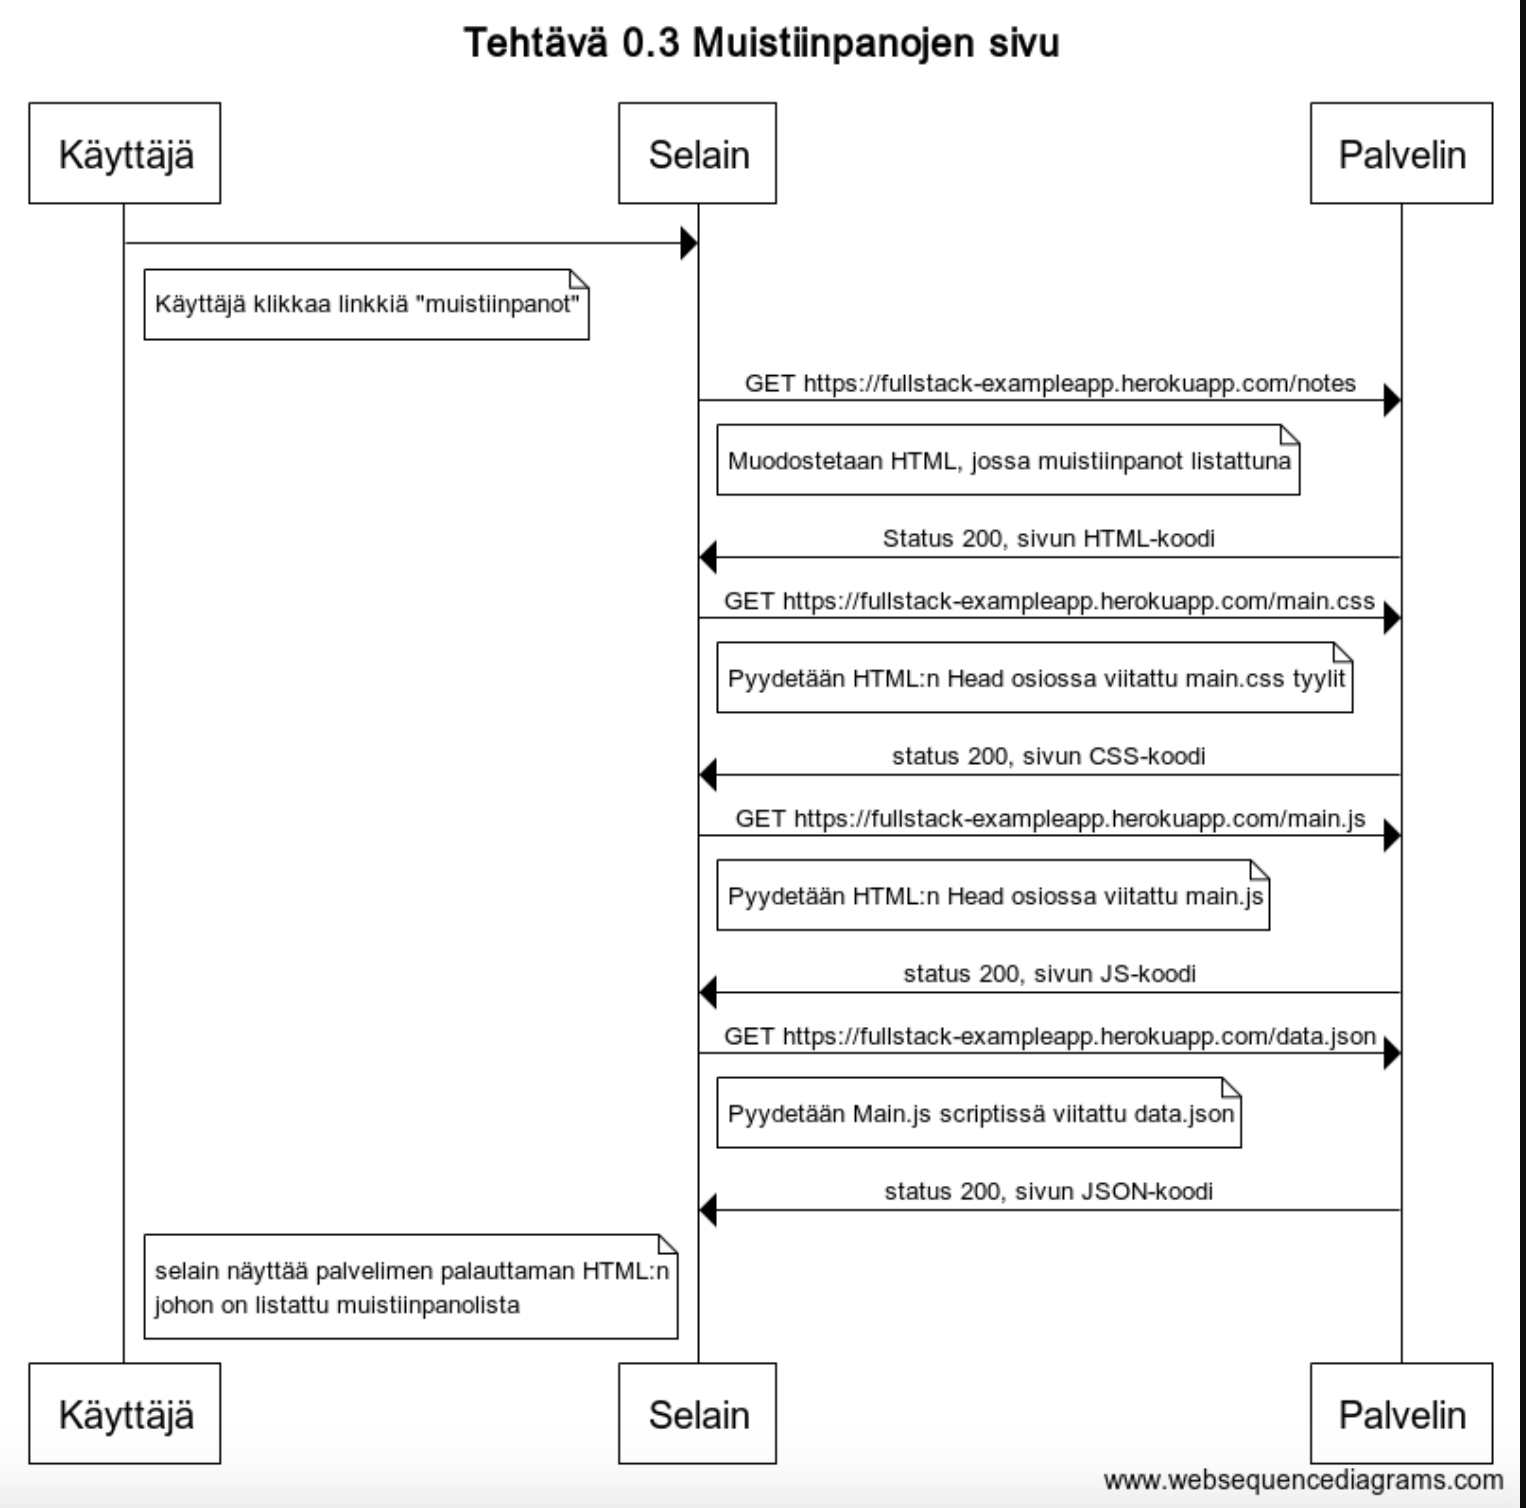 Tehtävä 0.3 Muistiinpanojen sivu
Käyttäjä
Selain
Palvelin
Käyttäjä klikkaa linkkiä "muistiinpanot"
GET https://fullstack-exampleapp.herokuapp.com/notes
Muodostetaan HTML, jossa muistiinpanot listattuna
Status 200, sivun HTML-koodi
GET https://fullstack-exampleapp.herokuapp.com/main.css
Pyydetään HTML:n Head osiossa viitattu main.css tyylit
status 200, sivun CSS-koodi
GET https://fullstack-exampleapp.herokuapp.com/main.js
Pyydetään HTML:n Head osiossa viitattu main.js
status 200, sivun JS-koodi
GET https://fullstack-exampleapp.herokuapp.com/data.json
Pyydetään Main.js scriptissä viitattu data.json
status 200, sivun JSON-koodi
selain näyttää palvelimen palauttaman HTML:n
johon on listattu muistiinpanolista
Käyttäjä
Selain
Palvelin
www.websequencediagrams.com